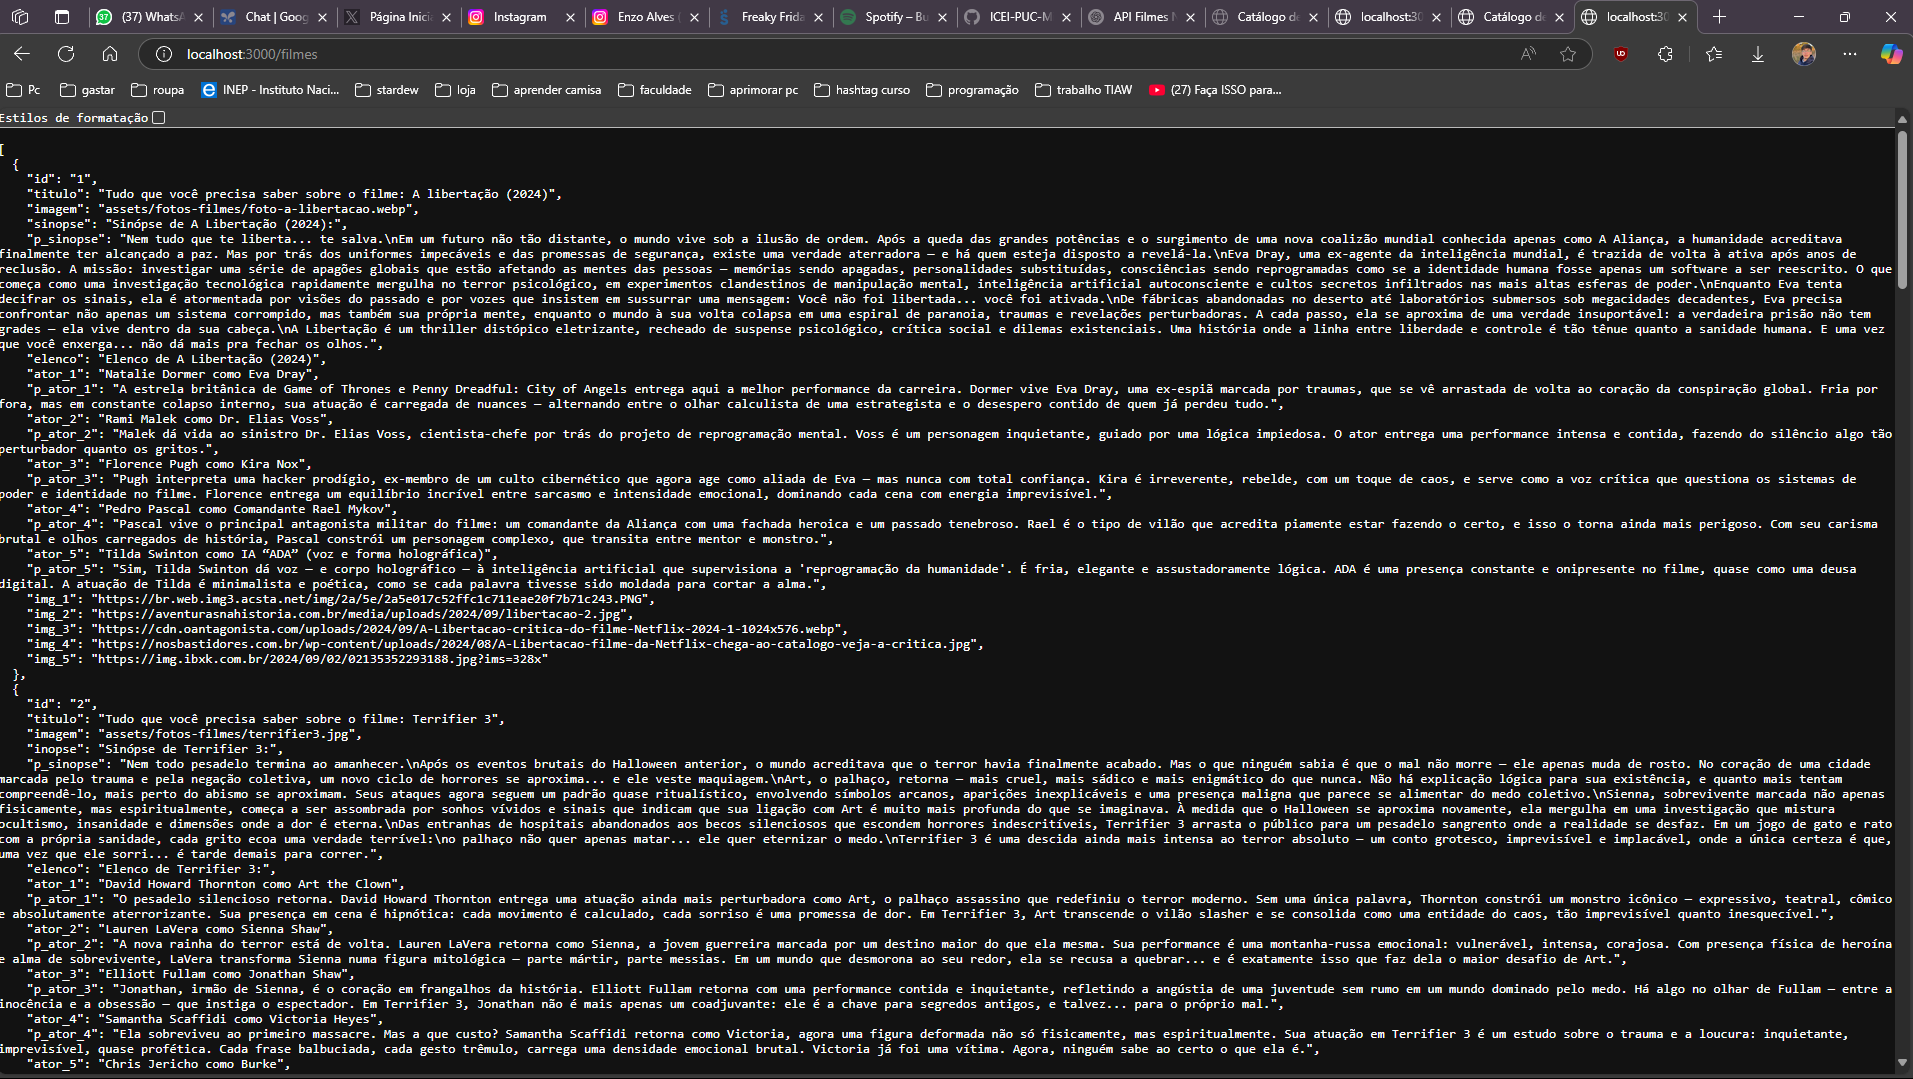 (37) WhatsA
Chat | Goog
Página Inici
Instagram
Enzo Alves (
Freaky Frida
Spotify – Bu
ICEI-PUC-M
API Filmes N
Catálogo de
localhost:30
Catálogo de
localhost:30
localhost:3000/filmes
Pc
gastar
roupa
INEP - Instituto Naci...
stardew
loja
aprender camisa
faculdade
aprimorar pc
hashtag curso
programação
trabalho TIAW
(27) Faça ISSO para...
Estilos de formatação
[
{
"id": "1",
"titulo": "Tudo que você precisa saber sobre o filme: A libertação (2024)",
"imagem": "assets/fotos-filmes/foto-a-libertacao.webp",
"sinopse": "Sinópse de A Libertação (2024):",
"p_sinopse": "Nem tudo que te liberta... te salva.\nEm um futuro não tão distante, o mundo vive sob a ilusão de ordem. Após a queda das grandes potências e o surgimento de uma nova coalizão mundial conhecida apenas como A Aliança, a humanidade acreditava
finalmente ter alcançado a paz. Mas por trás dos uniformes impecáveis e das promessas de segurança, existe uma verdade aterradora — e há quem esteja disposto a revelá-la.\nEva Dray, uma ex-agente da inteligência mundial, é trazida de volta à ativa após anos de
reclusão. A missão: investigar uma série de apagões globais que estão afetando as mentes das pessoas — memórias sendo apagadas, personalidades substituídas, consciências sendo reprogramadas como se a identidade humana fosse apenas um software a ser reescrito. O que
começa como uma investigação tecnológica rapidamente mergulha no terror psicológico, em experimentos clandestinos de manipulação mental, inteligência artificial autoconsciente e cultos secretos infiltrados nas mais altas esferas de poder.\nEnquanto Eva tenta
decifrar os sinais, ela é atormentada por visões do passado e por vozes que insistem em sussurrar uma mensagem: Você não foi libertada... você foi ativada.\nDe fábricas abandonadas no deserto até laboratórios submersos sob megacidades decadentes, Eva precisa
confrontar não apenas um sistema corrompido, mas também sua própria mente, enquanto o mundo à sua volta colapsa em uma espiral de paranoia, traumas e revelações perturbadoras. A cada passo, ela se aproxima de uma verdade insuportável: a verdadeira prisão não tem
grades — ela vive dentro da sua cabeça.\nA Libertação é um thriller distópico eletrizante, recheado de suspense psicológico, crítica social e dilemas existenciais. Uma história onde a linha entre liberdade e controle é tão tênue quanto a sanidade humana. E uma vez
que você enxerga... não dá mais pra fechar os olhos.",
"elenco": "Elenco de A Libertação (2024)",
"ator_1": "Natalie Dormer como Eva Dray",
"p_ator_1": "A estrela britânica de Game of Thrones e Penny Dreadful: City of Angels entrega aqui a melhor performance da carreira. Dormer vive Eva Dray, uma ex-espiã marcada por traumas, que se vê arrastada de volta ao coração da conspiração global. Fria por
fora, mas em constante colapso interno, sua atuação é carregada de nuances — alternando entre o olhar calculista de uma estrategista e o desespero contido de quem já perdeu tudo.",
"ator_2": "Rami Malek como Dr. Elias Voss",
"p_ator_2": "Malek dá vida ao sinistro Dr. Elias Voss, cientista-chefe por trás do projeto de reprogramação mental. Voss é um personagem inquietante, guiado por uma lógica impiedosa. O ator entrega uma performance intensa e contida, fazendo do silêncio algo tão
perturbador quanto os gritos.",
"ator_3": "Florence Pugh como Kira Nox",
"p_ator_3": "Pugh interpreta uma hacker prodígio, ex-membro de um culto cibernético que agora age como aliada de Eva — mas nunca com total confiança. Kira é irreverente, rebelde, com um toque de caos, e serve como a voz crítica que questiona os sistemas de
poder e identidade no filme. Florence entrega um equilíbrio incrível entre sarcasmo e intensidade emocional, dominando cada cena com energia imprevisível.",
"ator_4": "Pedro Pascal como Comandante Rael Mykov",
"p_ator_4": "Pascal vive o principal antagonista militar do filme: um comandante da Aliança com uma fachada heroica e um passado tenebroso. Rael é o tipo de vilão que acredita piamente estar fazendo o certo, e isso o torna ainda mais perigoso. Com seu carisma
brutal e olhos carregados de história, Pascal constrói um personagem complexo, que transita entre mentor e monstro.",
"ator_5": "Tilda Swinton como IA “ADA” (voz e forma holográfica)",
"p_ator_5": "Sim, Tilda Swinton dá voz — e corpo holográfico — à inteligência artificial que supervisiona a 'reprogramação da humanidade'. É fria, elegante e assustadoramente lógica. ADA é uma presença constante e onipresente no filme, quase como uma deusa
digital. A atuação de Tilda é minimalista e poética, como se cada palavra tivesse sido moldada para cortar a alma.",
"img_1": "https://br.web.img3.acsta.net/img/2a/5e/2a5e017c52ffc1c711eae20f7b71c243.PNG",
"img_2": "https://aventurasnahistoria.com.br/media/uploads/2024/09/libertacao-2.jpg",
"img_3": "https://cdn.oantagonista.com/uploads/2024/09/A-Libertacao-critica-do-filme-Netflix-2024-1-1024x576.webp",
"img_4": "https://nosbastidores.com.br/wp-content/uploads/2024/08/A-Libertacao-filme-da-Netflix-chega-ao-catalogo-veja-a-critica.jpg",
"img_5": "https://img.ibxk.com.br/2024/09/02/02135352293188.jpg?ims=328x"
},
{
"id": "2",
"titulo": "Tudo que você precisa saber sobre o filme: Terrifier 3",
"imagem": "assets/fotos-filmes/terrifier3.jpg",
"inopse": "Sinópse de Terrifier 3:",
"p_sinopse": "Nem todo pesadelo termina ao amanhecer.\nApós os eventos brutais do Halloween anterior, o mundo acreditava que o terror havia finalmente acabado. Mas o que ninguém sabia é que o mal não morre — ele apenas muda de rosto. No coração de uma cidade
marcada pelo trauma e pela negação coletiva, um novo ciclo de horrores se aproxima... e ele veste maquiagem.\nArt, o palhaço, retorna — mais cruel, mais sádico e mais enigmático do que nunca. Não há explicação lógica para sua existência, e quanto mais tentam
compreendê-lo, mais perto do abismo se aproximam. Seus ataques agora seguem um padrão quase ritualístico, envolvendo símbolos arcanos, aparições inexplicáveis e uma presença maligna que parece se alimentar do medo coletivo.\nSienna, sobrevivente marcada não apenas
fisicamente, mas espiritualmente, começa a ser assombrada por sonhos vívidos e sinais que indicam que sua ligação com Art é muito mais profunda do que se imaginava. À medida que o Halloween se aproxima novamente, ela mergulha em uma investigação que mistura
ocultismo, insanidade e dimensões onde a dor é eterna.\nDas entranhas de hospitais abandonados aos becos silenciosos que escondem horrores indescritíveis, Terrifier 3 arrasta o público para um pesadelo sangrento onde a realidade se desfaz. Em um jogo de gato e rato
com a própria sanidade, cada grito ecoa uma verdade terrível:\no palhaço não quer apenas matar... ele quer eternizar o medo.\nTerrifier 3 é uma descida ainda mais intensa ao terror absoluto — um conto grotesco, imprevisível e implacável, onde a única certeza é que,
uma vez que ele sorri... é tarde demais para correr.",
"elenco": "Elenco de Terrifier 3:",
"ator_1": "David Howard Thornton como Art the Clown",
"p_ator_1": "O pesadelo silencioso retorna. David Howard Thornton entrega uma atuação ainda mais perturbadora como Art, o palhaço assassino que redefiniu o terror moderno. Sem uma única palavra, Thornton constrói um monstro icônico — expressivo, teatral, cômico
e absolutamente aterrorizante. Sua presença em cena é hipnótica: cada movimento é calculado, cada sorriso é uma promessa de dor. Em Terrifier 3, Art transcende o vilão slasher e se consolida como uma entidade do caos, tão imprevisível quanto inesquecível.",
"ator_2": "Lauren LaVera como Sienna Shaw",
"p_ator_2": "A nova rainha do terror está de volta. Lauren LaVera retorna como Sienna, a jovem guerreira marcada por um destino maior do que ela mesma. Sua performance é uma montanha-russa emocional: vulnerável, intensa, corajosa. Com presença física de heroína
e alma de sobrevivente, LaVera transforma Sienna numa figura mitológica — parte mártir, parte messias. Em um mundo que desmorona ao seu redor, ela se recusa a quebrar... e é exatamente isso que faz dela o maior desafio de Art.",
"ator_3": "Elliott Fullam como Jonathan Shaw",
"p_ator_3": "Jonathan, irmão de Sienna, é o coração em frangalhos da história. Elliott Fullam retorna com uma performance contida e inquietante, refletindo a angústia de uma juventude sem rumo em um mundo dominado pelo medo. Há algo no olhar de Fullam — entre a
inocência e a obsessão — que instiga o espectador. Em Terrifier 3, Jonathan não é mais apenas um coadjuvante: ele é a chave para segredos antigos, e talvez... para o próprio mal.",
"ator_4": "Samantha Scaffidi como Victoria Heyes",
"p_ator_4": "Ela sobreviveu ao primeiro massacre. Mas a que custo? Samantha Scaffidi retorna como Victoria, agora uma figura deformada não só fisicamente, mas espiritualmente. Sua atuação em Terrifier 3 é um estudo sobre o trauma e a loucura: inquietante,
imprevisível, quase profética. Cada frase balbuciada, cada gesto trêmulo, carrega uma densidade emocional brutal. Victoria já foi uma vítima. Agora, ninguém sabe ao certo o que ela é.",
"ator_5": "Chris Jericho como Burke",